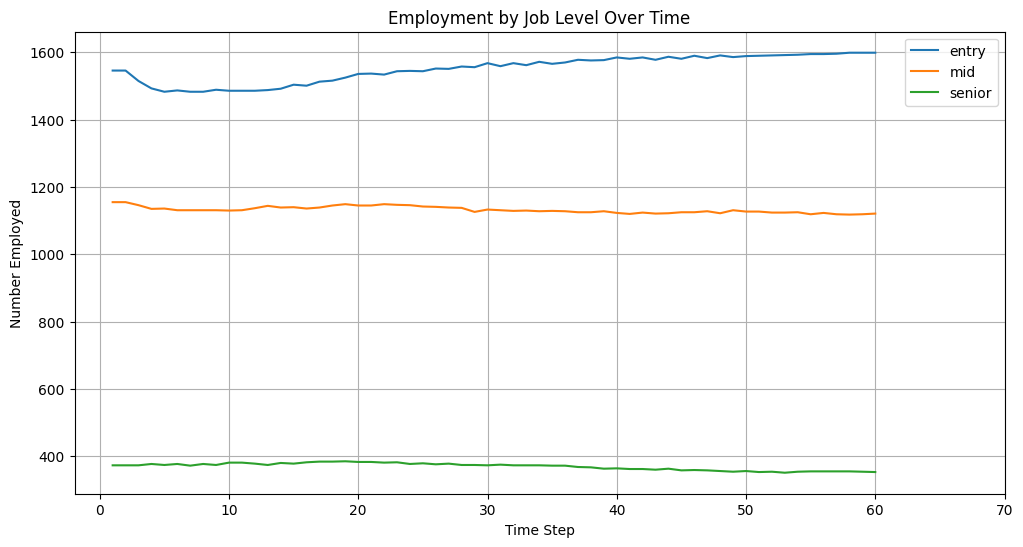 Employment by Job Level Over Time
entry
mid
senior
Number Employed
1600
1400
1200
1000
800
600
400
0 10 20 30 40 50 60 70
Time Step